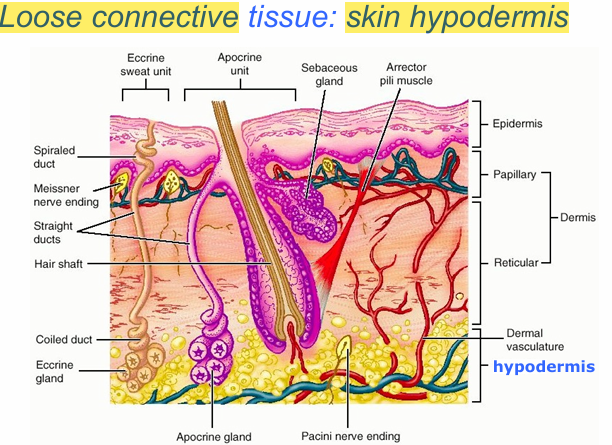 Loose connective tissue: skin hypodermis
Eccrine
sweat unit
Apocrine
unit
Sebaceous
gland
Arrector
pili muscle
Epidermis
Spiraled
duct
Papillary
Meissner
nerve ending
Dermis
Straight
ducts
Hair shaft
Reticular
Coiled duct
Dermal
vasculature
Eccrine
gland
hypodermis
Apocrine gland
Pacini nerve ending